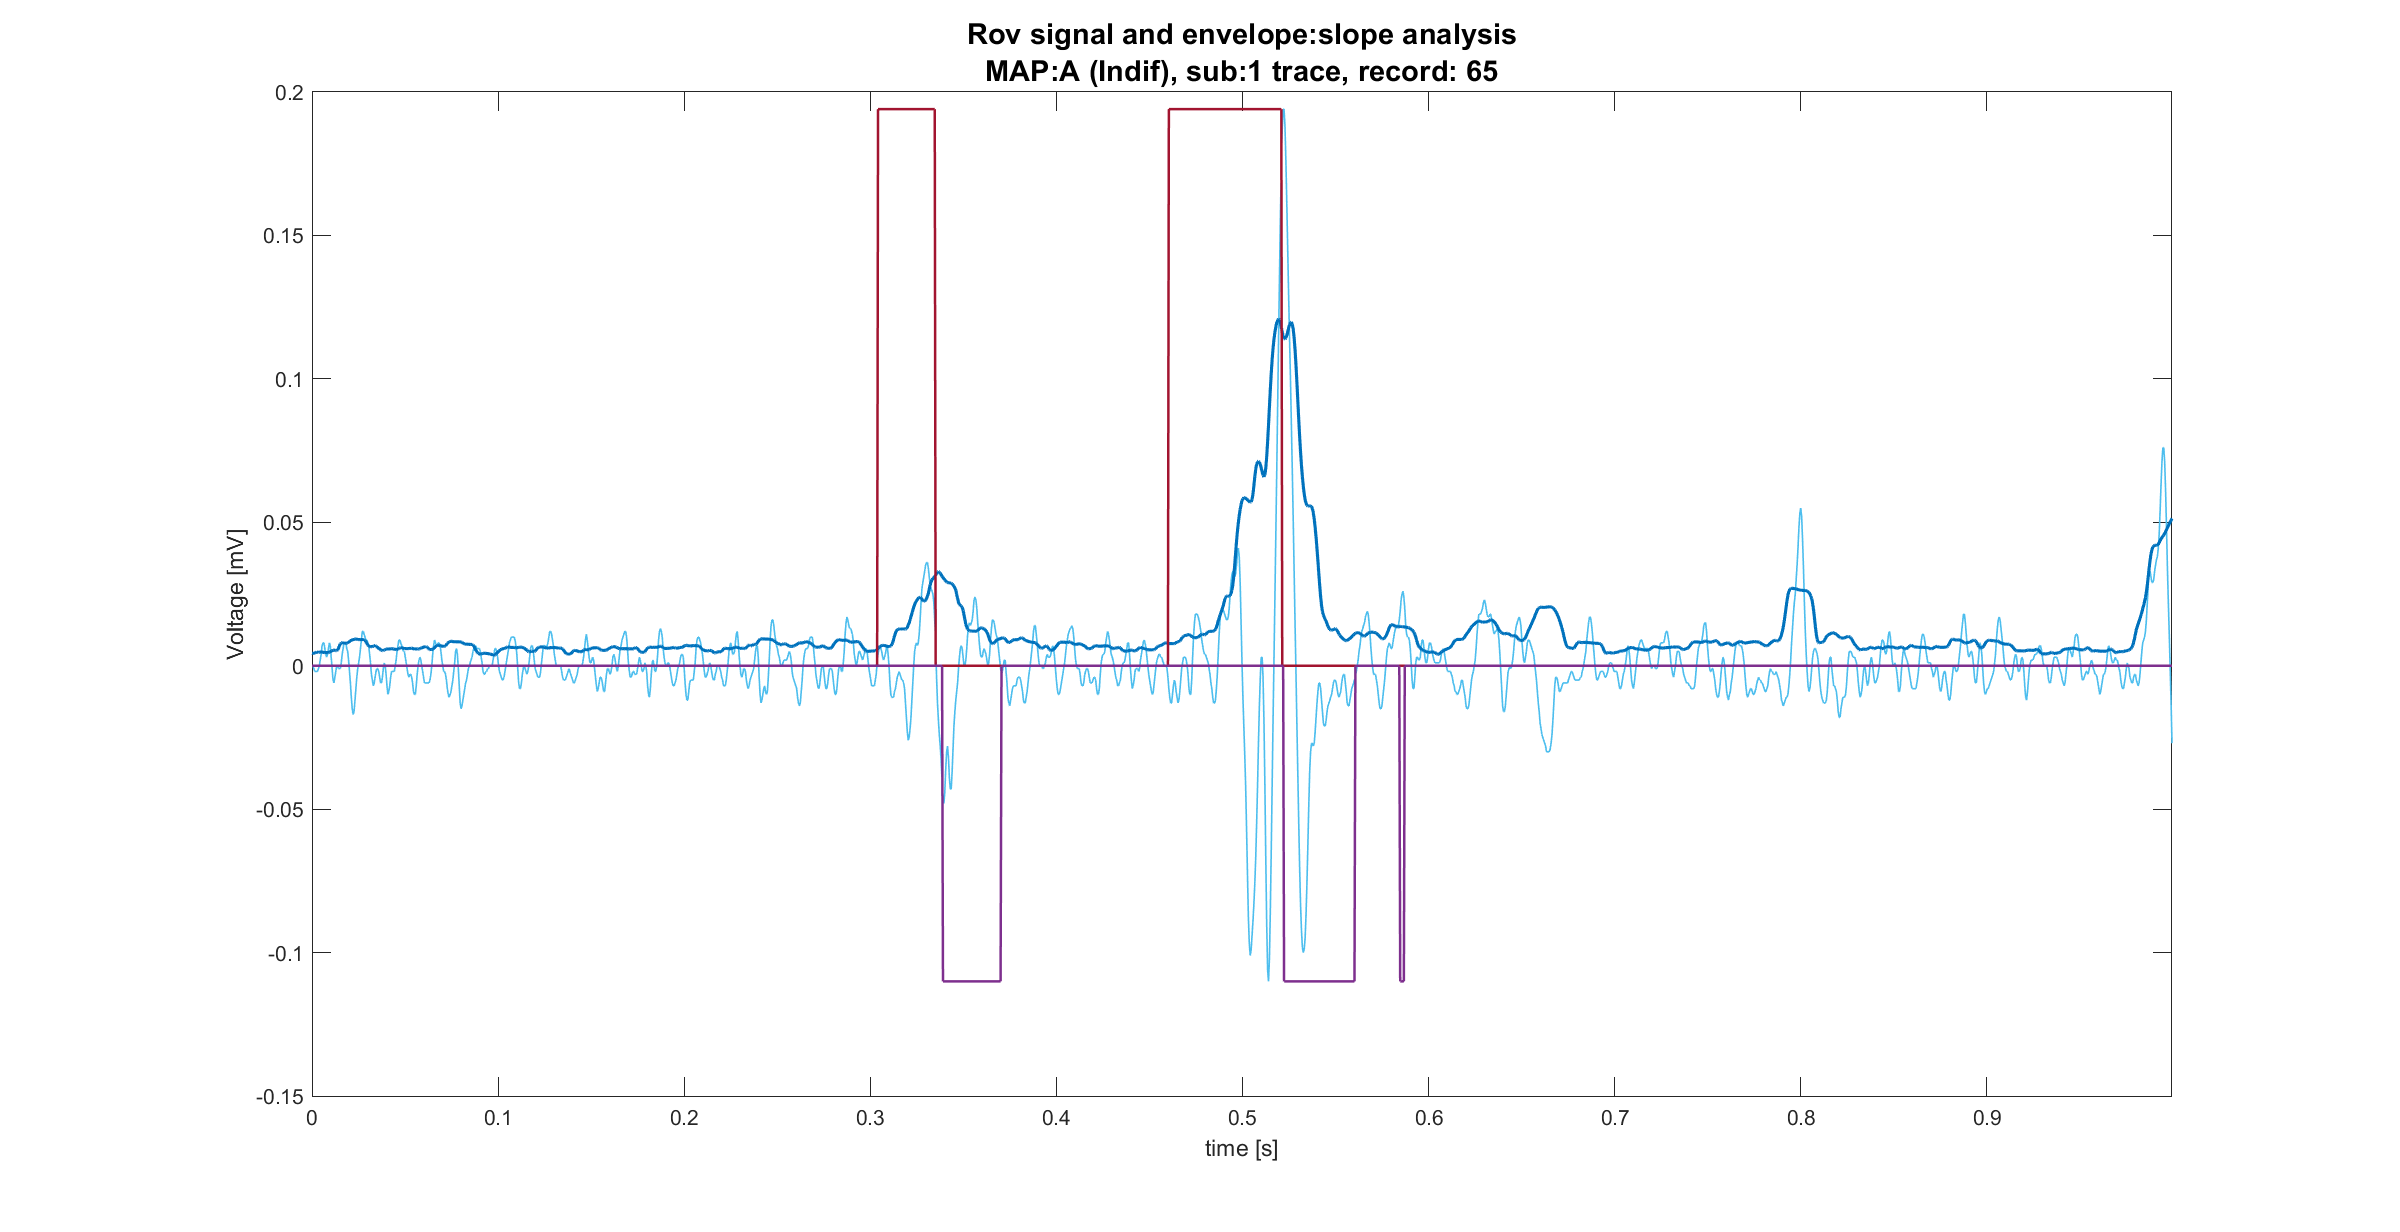 Rov signal and envelope:slope analysis
MAP:A (Indif), sub:1 trace, record: 65
0.2
0.15
0.1
0.05
0
-0.05
-0.1
-0.15
Voltage [mV]
0 0.1 0.2 0.3 0.4 0.5 0.6 0.7 0.8 0.9
time [s]